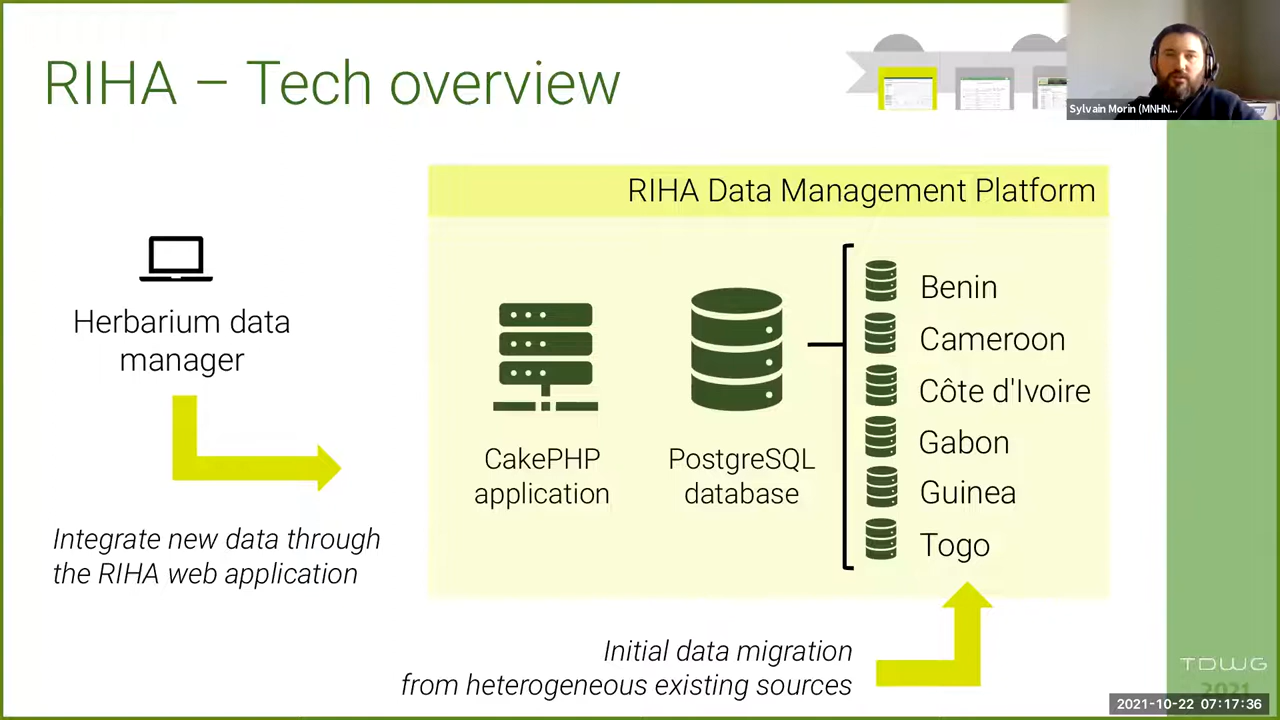 RIHA – Tech overview
Sylvain Morin (MNHN...
RIHA Data Management Platform
Herbarium data
manager
Integrate new data through
the RIHA web application
CakePHP
application
PostgreSQL
database
Benin
Cameroon
Côte d'Ivoire
Gabon
Guinea
Togo
Initial data migration
from heterogeneous existing sources
TDWG
2021
2021-10-22 07:17:36